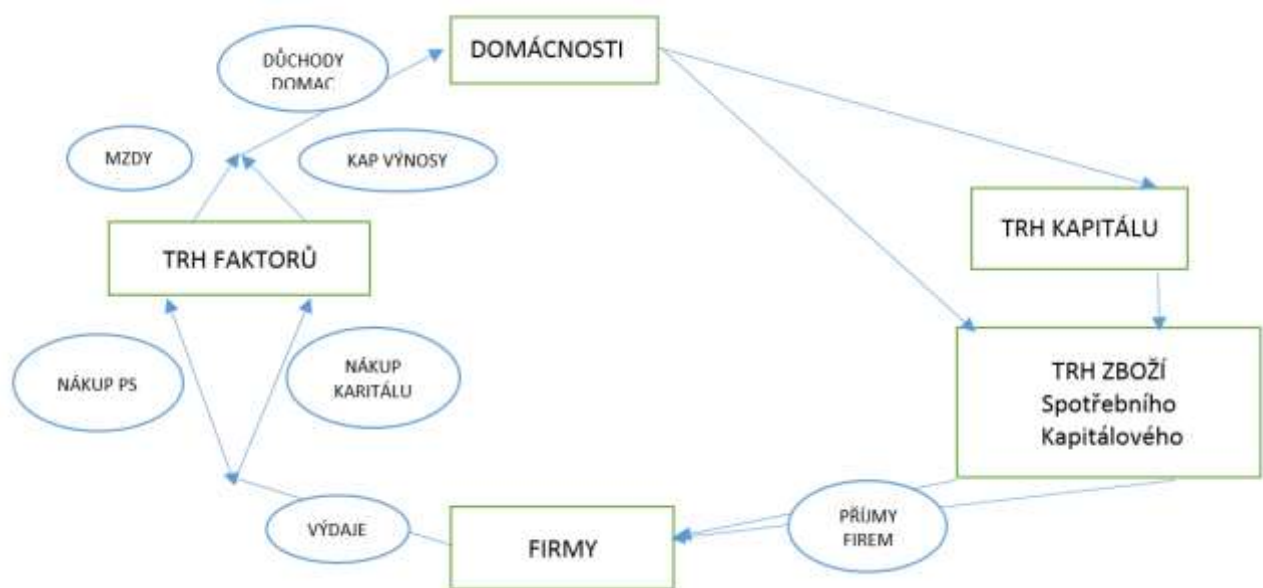 DŮCHODY
DOMAC
DOMÁCNOSTI
MZDY
KAP VÝNOSY
TRH FAKTORŮ
TRH KAPITÁLU
NÁKUP PS
NÁKUP
KARITÁLU
TRH ZBOŽÍ
Spotřebního
Kapitálového
VÝDAJE
FIRMY
PŘÍJMY
FIREM